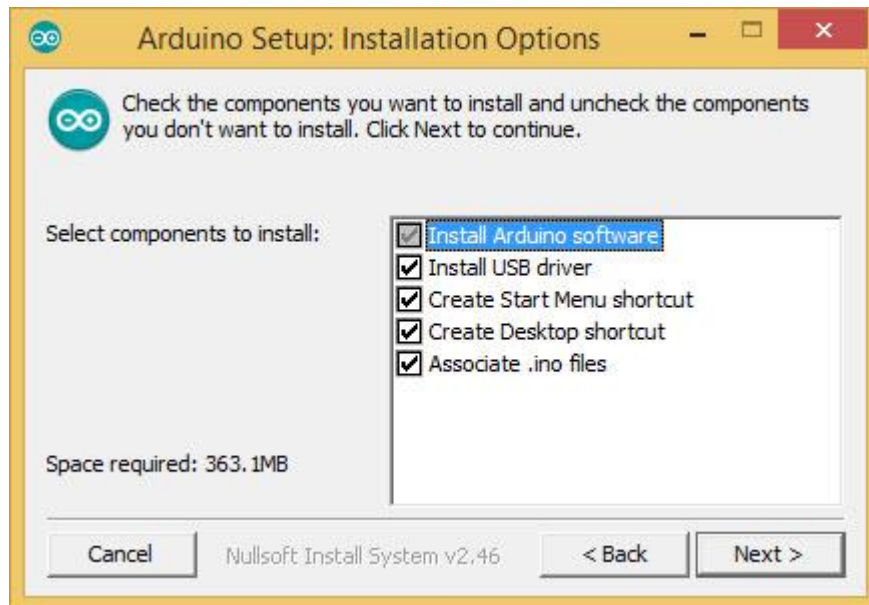 Arduino Setup: Installation Options
Check the components you want to install and uncheck the components
you don't want to install. Click Next to continue.
Select components to install:
Install Arduino software
Install USB driver
Create Start Menu shortcut
Create Desktop shortcut
Associate .ino files
Space required: 363.1MB
Cancel
Nullsoft Install System v2.46
< Back
Next >